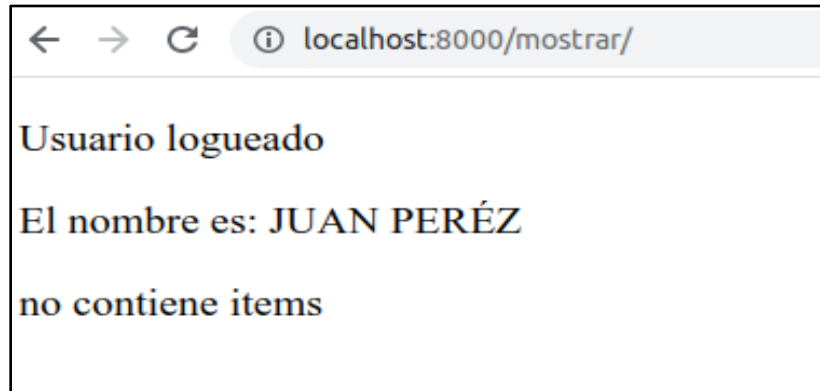 localhost:8000/mostrar/
Usuario logueado
El nombre es: JUAN PERÉZ
no contiene items